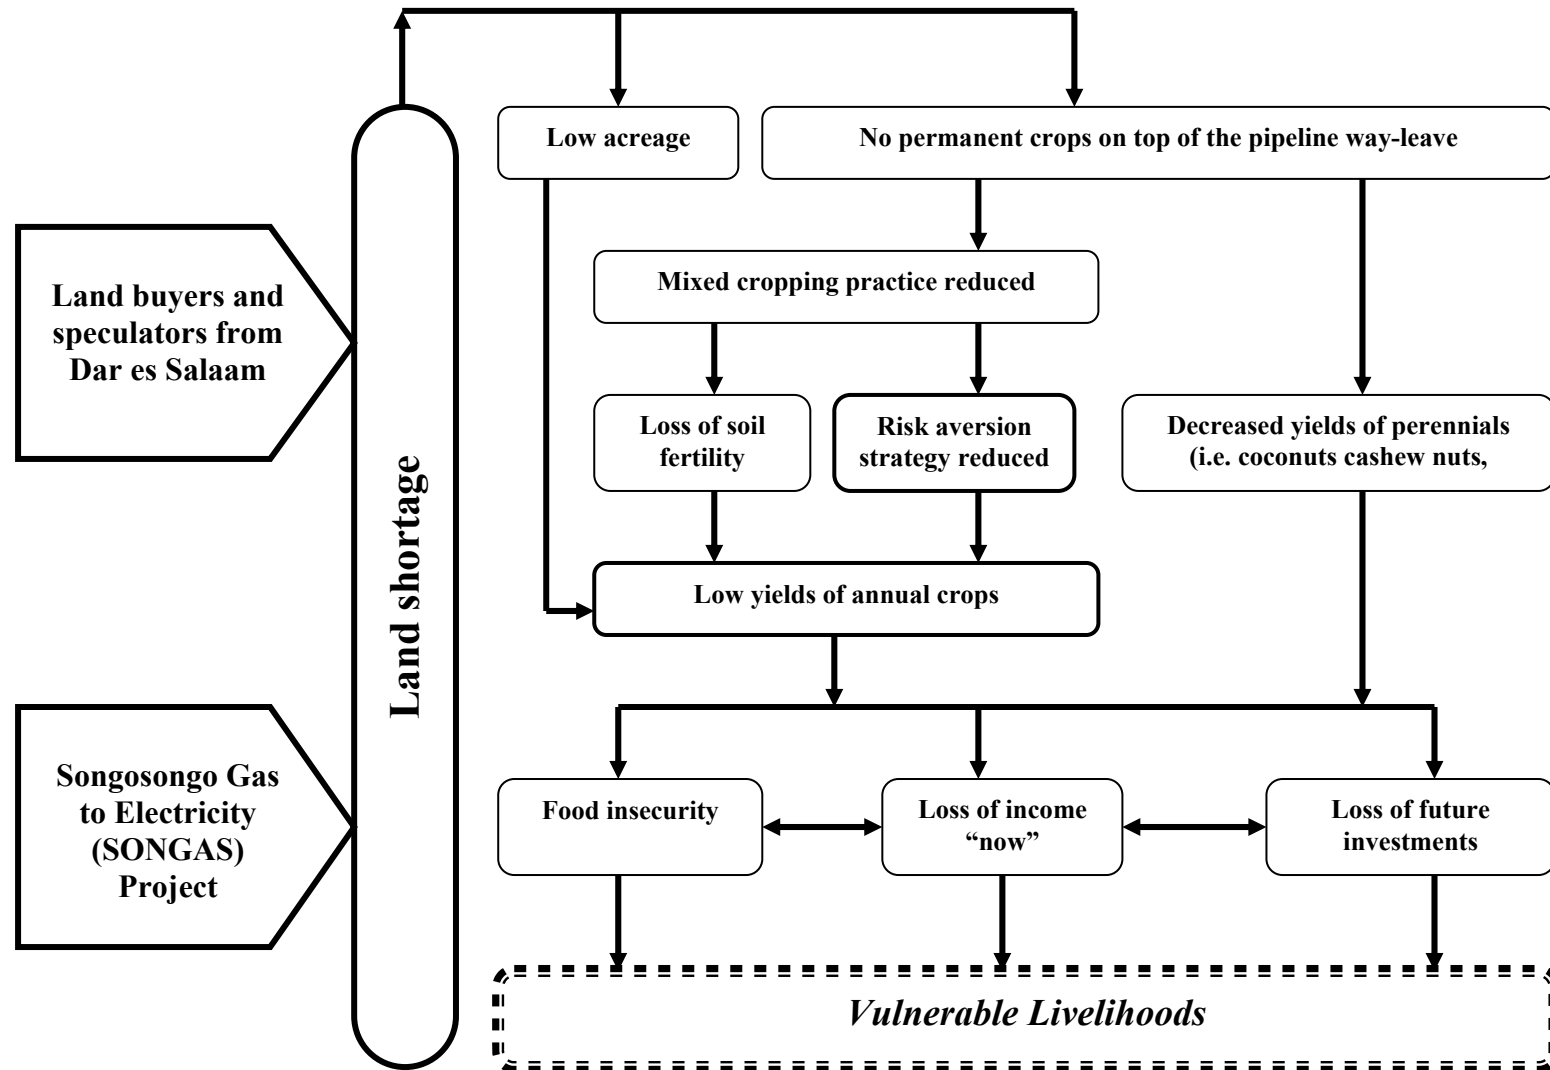 Low acreage
No permanent crops on top of the pipeline way-leave
Land buyers and
speculators from
Dar es Salaam
Land shortage
Mixed cropping practice reduced
Loss of soil
fertility
Risk aversion
strategy reduced
Decreased yields of perennials
(i.e. coconuts cashew nuts,
Low yields of annual crops
Songosongo Gas
to Electricity
(SONGAS)
Project
Food insecurity
Loss of income
“now”
Loss of future
investments
Vulnerable Livelihoods